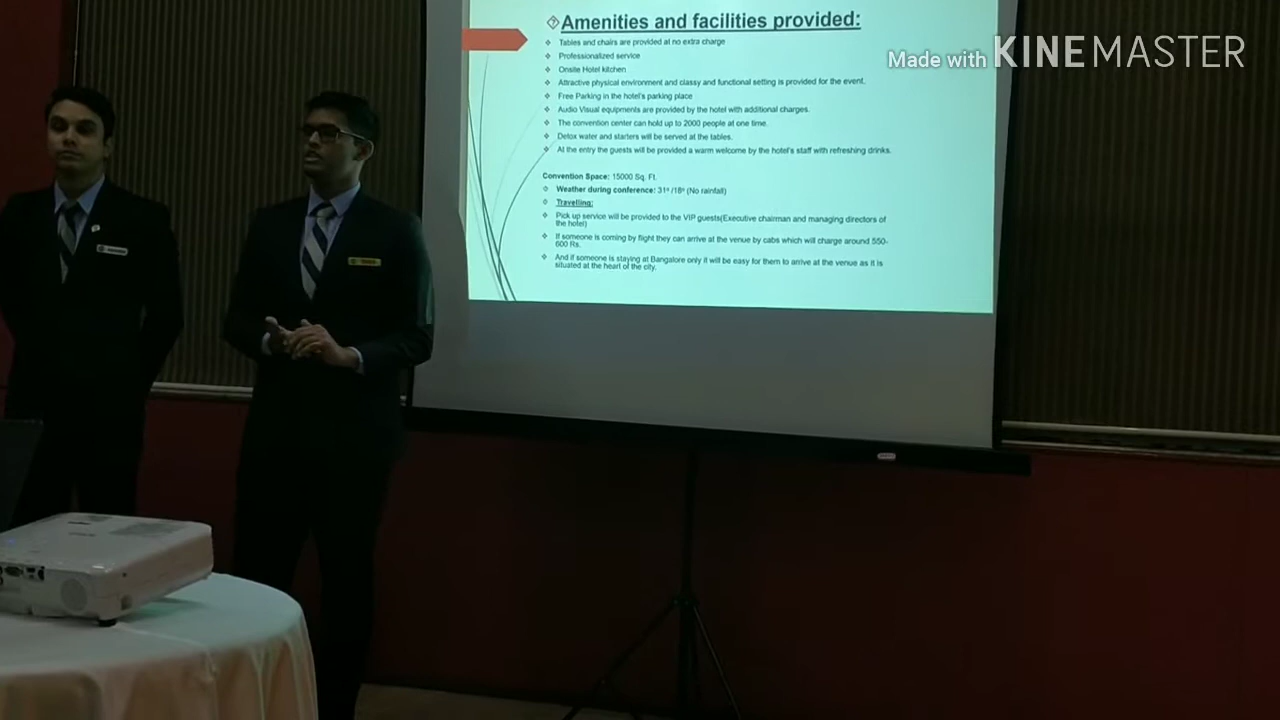 Amenities and facilities provided:
Made with KINEMASTER
Tables and chairs are provided at no extra charge
Professionalized service
Onsite Hotel kitchen
Attractive physical environment and classy and functional setting is provided for the event.
Free Parking in the hotel's parking place
Audio Visual equipments are provided by the hotel with additional charges.
The convention center can hold up to 2000 people at one time.
Detox water and starters will be served at the tables.
At the entry the guests will be provided a warm welcome by the hotel's staff with refreshing drinks.
Convention Space: 15000 Sq. Ft.
Weather during conference: 31° /18° (No rainfall)
Travelling:
Pick up service will be provided to the VIP guests(Executive chairman and managing directors of
the hotel)
If someone is coming by flight they can arrive at the venue by cabs which will charge around 550-
600 Rs.
And if someone is staying at Bangalore only it will be easy for them to arrive at the venue as it is
situated at the heart of the city.